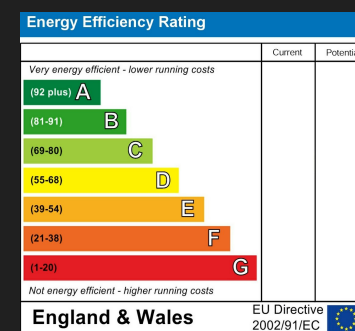 Energy Efficiency Rating
Current Potentia
Very energy efficient - lower running costs
(92 plus) A
(81-91) B
(69-80) C
(55-68) D
(39-54) E
(21-38) F
(1-20) G
Not energy efficient - higher running costs
England & Wales
EU Directive
2002/91/EC